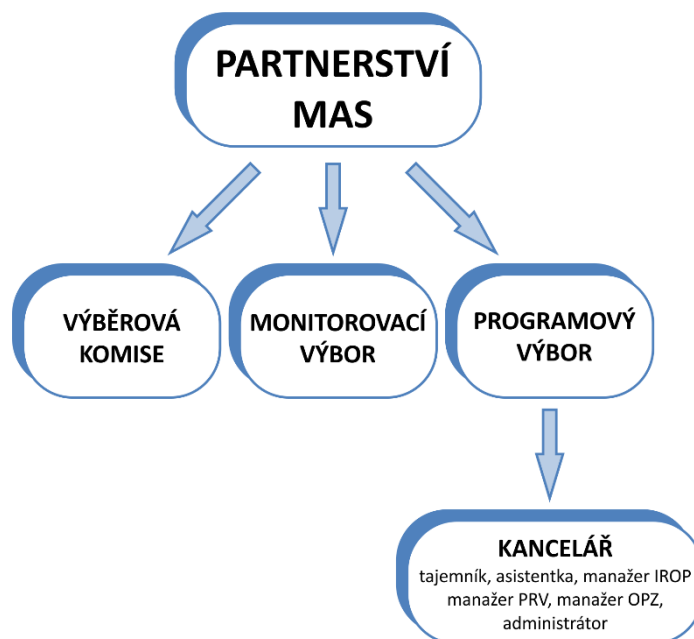 PARTNERSTVÍ
MAS
VÝBĚROVÁ
KOMISE
MONITOROVACÍ
VÝBOR
PROGRAMOVÝ
VÝBOR
KANCELÁŘ
tajemník, asistentka, manažer IROP
manažer PRV, manažer OPZ,
administrátor